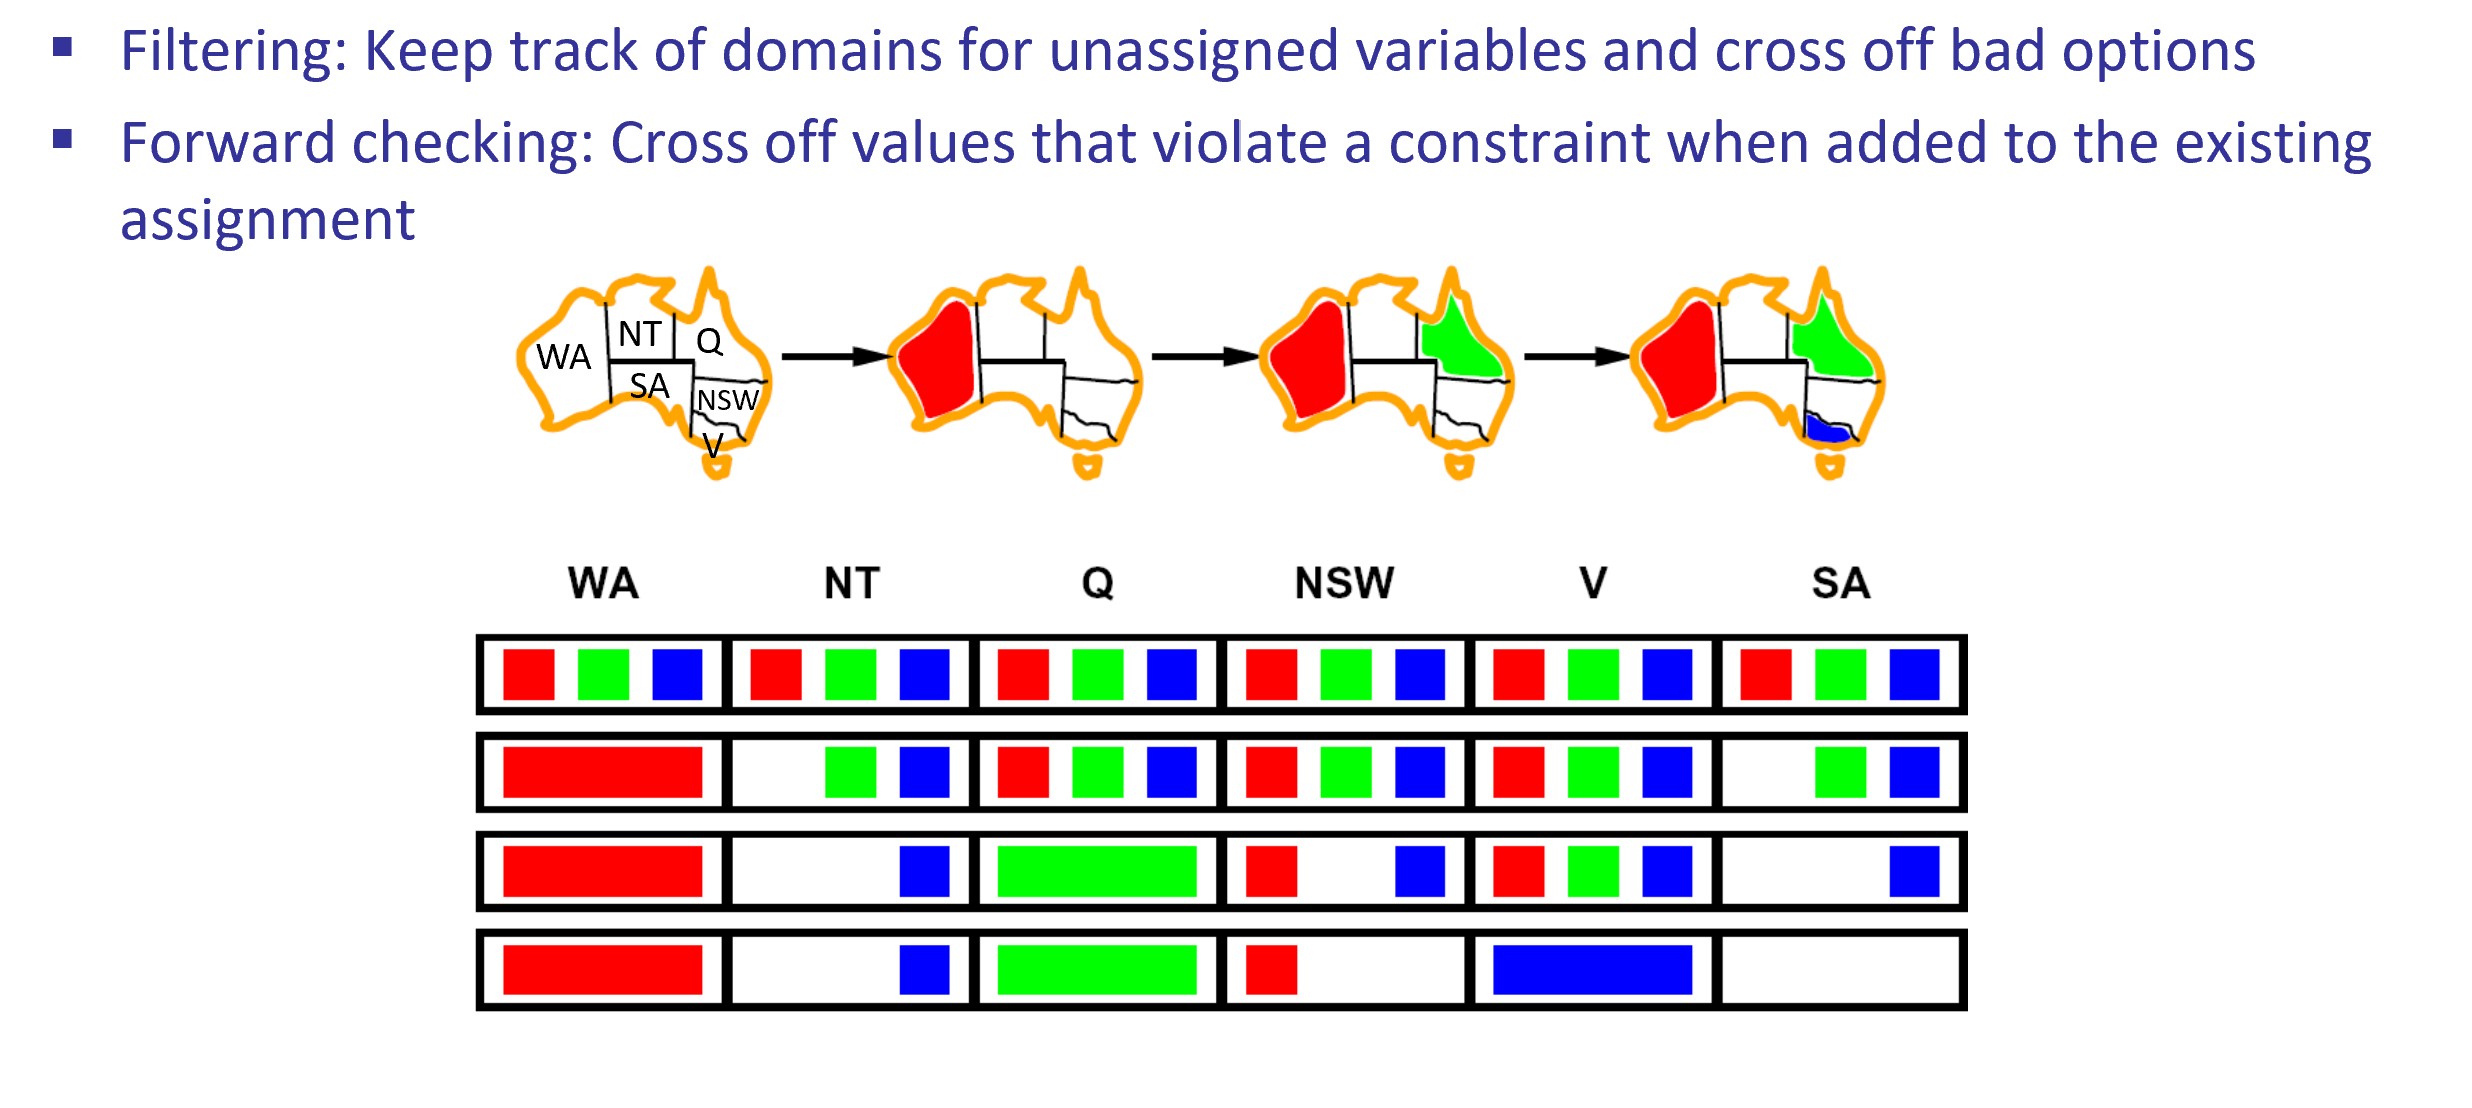 ▪ Filtering: Keep track of domains for unassigned variables and cross off bad options
▪ Forward checking: Cross off values that violate a constraint when added to the existing
assignment
WA
NT
Q
SA
NSW
V
WA NT Q NSW V SA